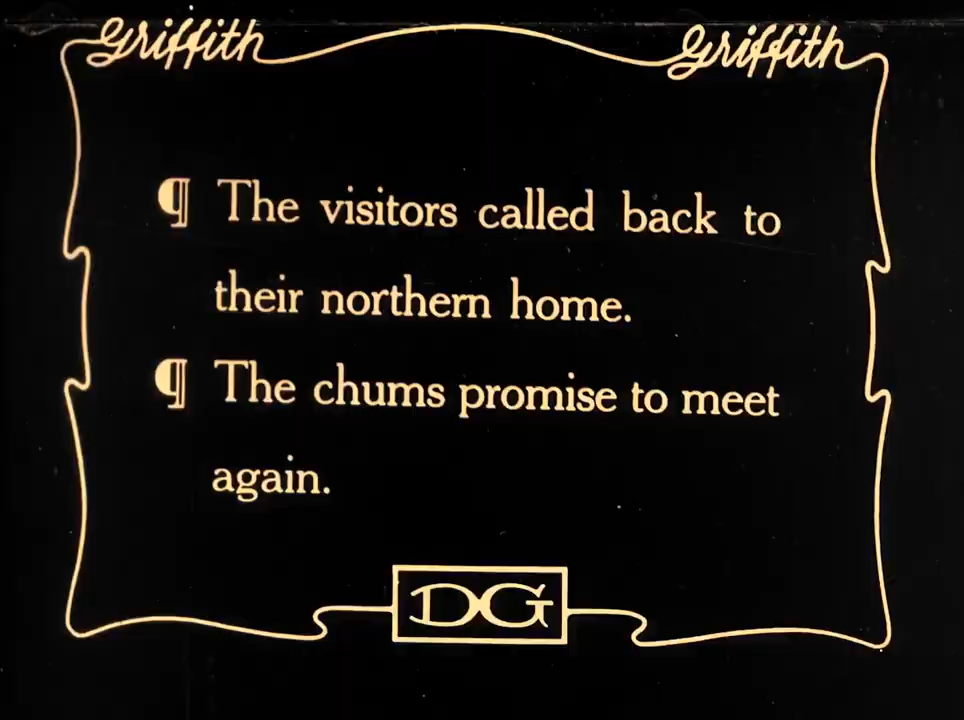 Griffith Griffith
¶ The visitors called back to
their northern home.
¶ The chums promise to meet
again.
DG